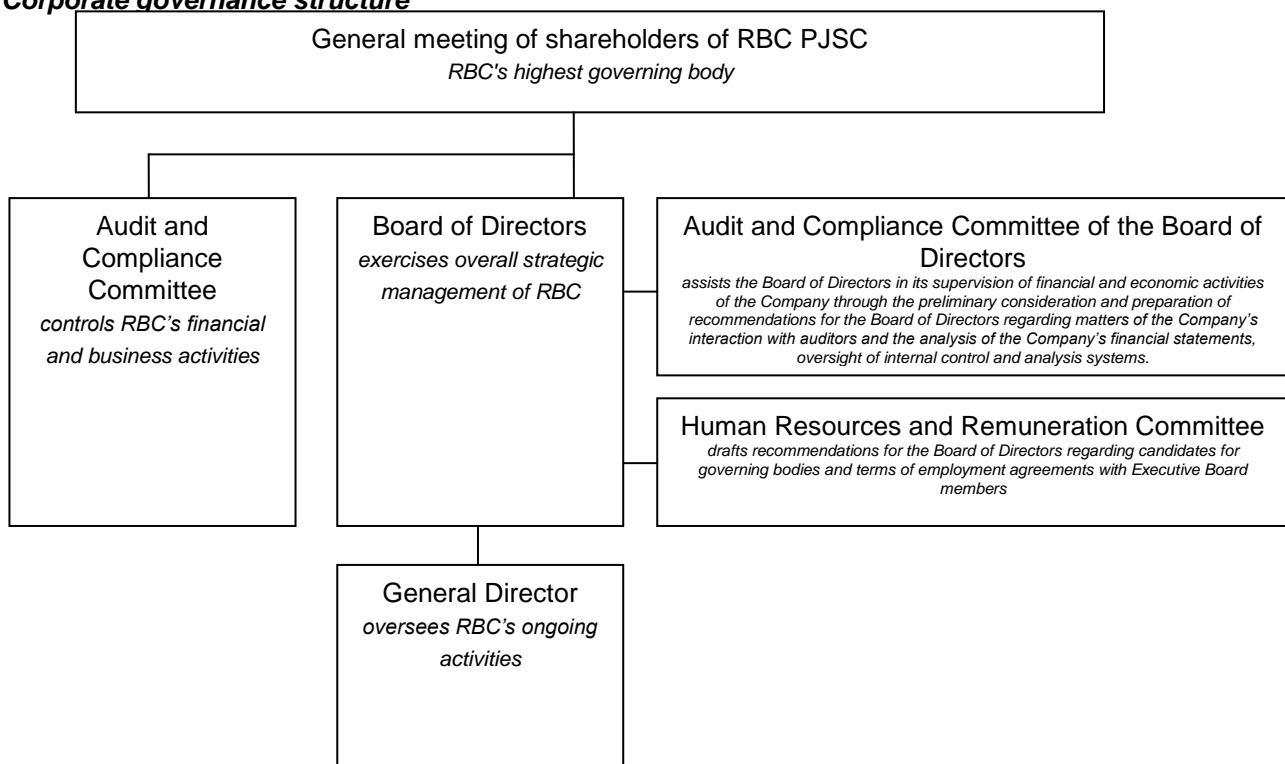 Corporate governance structure
General meeting of shareholders of RBC PJSC
RBC's highest governing body
Audit and
Compliance
Committee
controls RBC’s financial
and business activities
Board of Directors
exercises overall strategic
management of RBC
Audit and Compliance Committee of the Board of
Directors
assists the Board of Directors in its supervision of financial and economic activities
of the Company through the preliminary consideration and preparation of
recommendations for the Board of Directors regarding matters of the Company’s
interaction with auditors and the analysis of the Company’s financial statements,
oversight of internal control and analysis systems.
Human Resources and Remuneration Committee
drafts recommendations for the Board of Directors regarding candidates for
governing bodies and terms of employment agreements with Executive Board
members
General Director
oversees RBC’s ongoing
activities